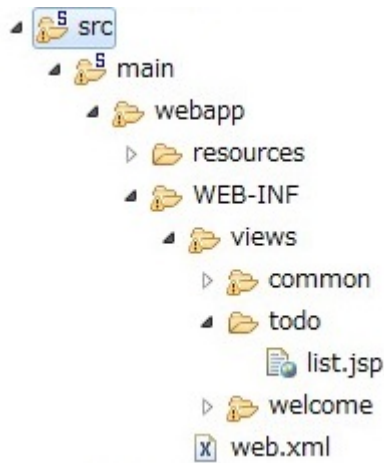 src
main
webapp
resources
WEB-INF
views
common
todo
list.jsp
welcome
web.xml